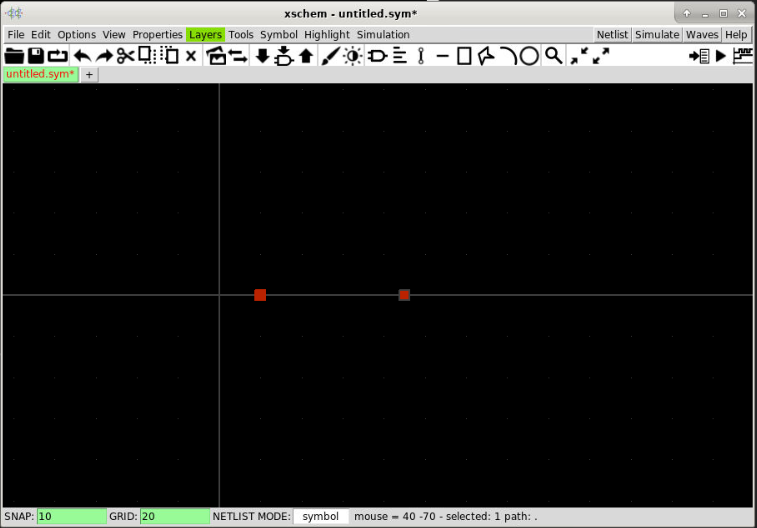 xschem - untitled.sym*
File Edit Options View Properties Layers Tools Symbol Highlight Simulation Netlist Simulate Waves Help
untitled.sym* +
SNAP: 10 GRID: 20 NETLIST MODE: symbol mouse = 40 -70 - selected: 1 path: .